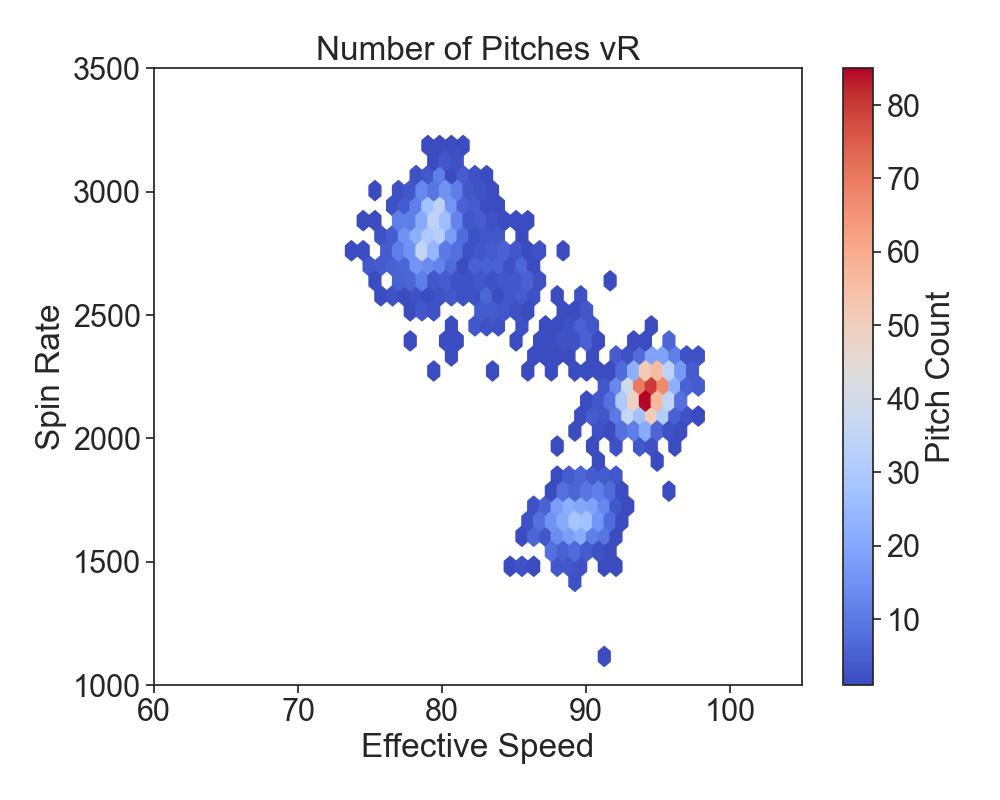 Number of Pitches vR
3500
3000
2500
2000
1500
1000
Spin Rate
60 70 80 90 100
Effective Speed
80
70
60
50
40
30
20
10
Pitch Count